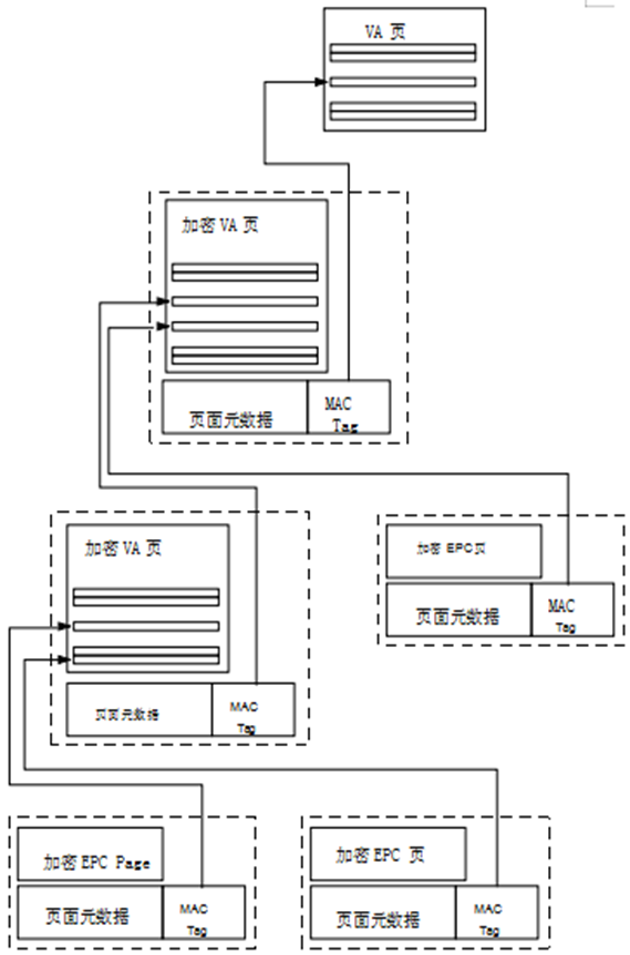 VA 页
加密 VA 页
页面元数据
MAC
Tag
加密 VA 页
页面元数据
MAC
Tag
加密 EPC页
页面元数据
MAC
Tag
加密 EPC Page
页面元数据
MAC
Tag
加密 EPC 页
页面元数据
MAC
Tag